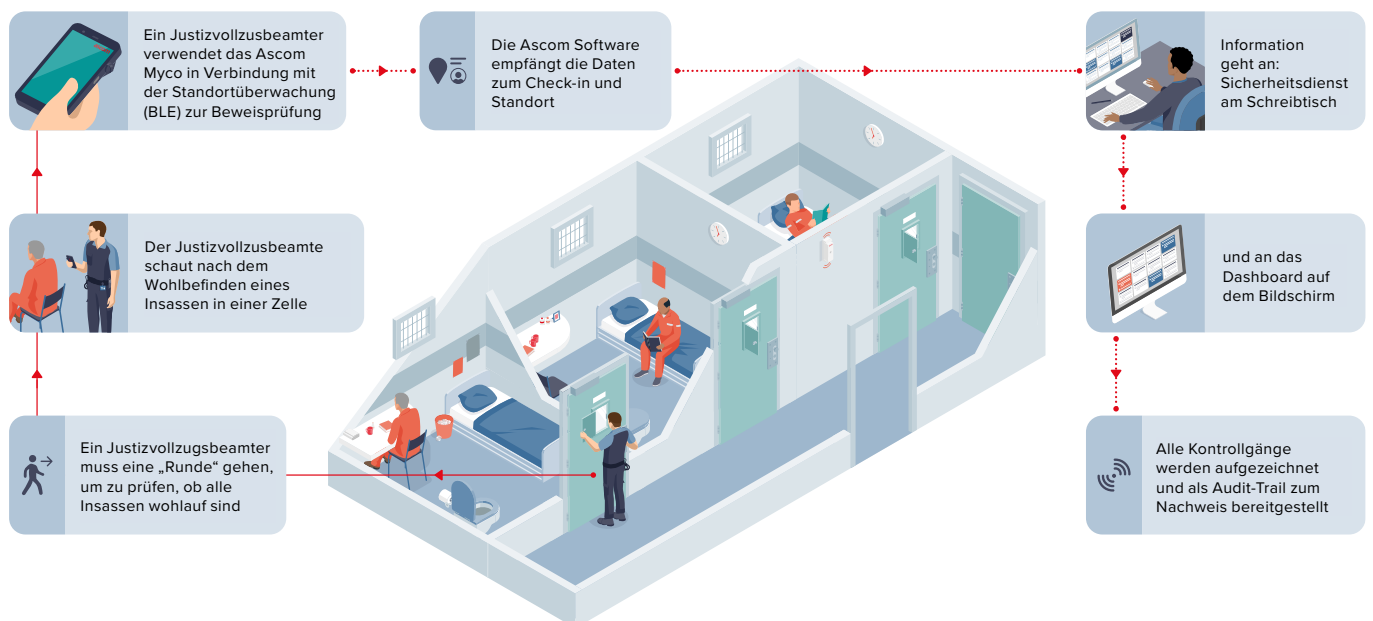 Ein Justizvollzusbeamter
verwendet das Ascom
Myco in Verbindung mit
der Standortüberwachung
(BLE) zur Beweisprüfung
Die Ascom Software
empfängt die Daten
zum Check-in und
Standort
Information
geht an:
Sicherheitsdienst
am Schreibtisch
Der Justizvollzusbeamte
schaut nach dem
Wohlbefinden eines
Insassen in einer Zelle
und an das
Dashboard auf
dem Bildschirm
Ein Justizvollzugsbeamter
muss eine „Runde“ gehen,
um zu prüfen, ob alle
Insassen wohlauf sind
Alle Kontrollgänge
werden aufgezeichnet
und als Audit-Trail zum
Nachweis bereitgestellt